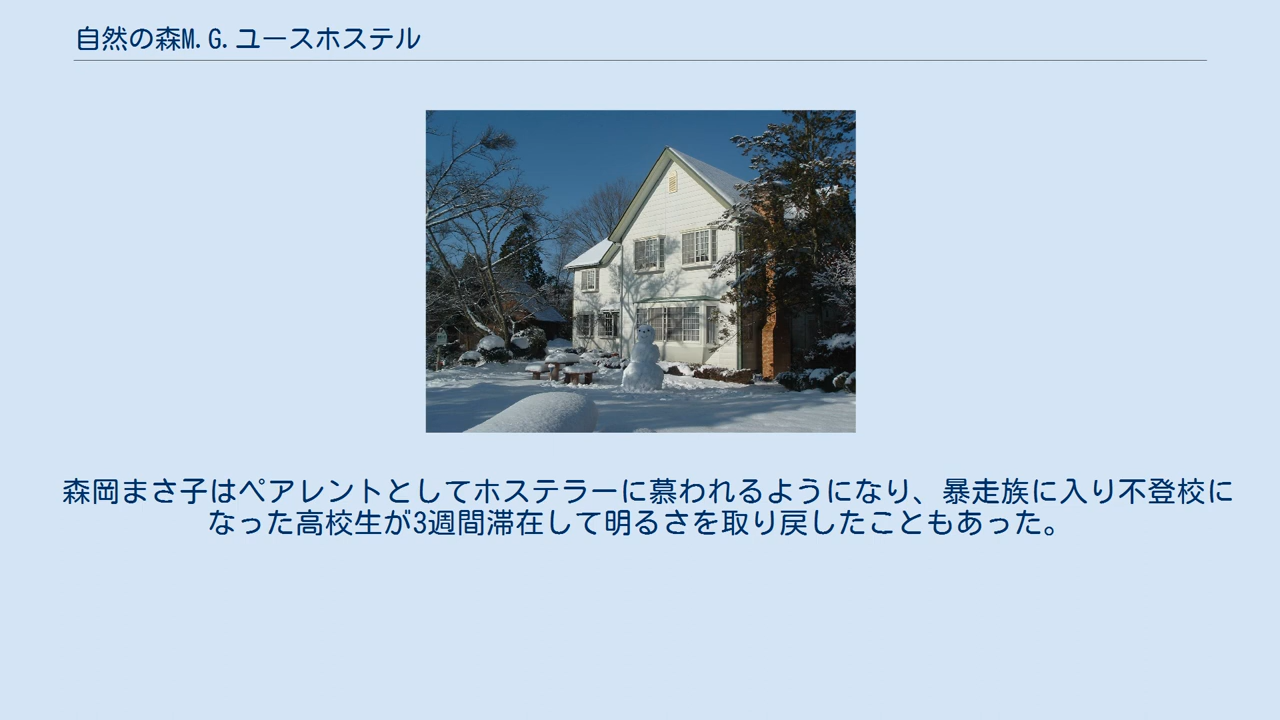 自然の森M.G.ユースホステル
森岡まさ子はペアレントとしてホステラーに慕われるようになり、暴走族に入り不登校に
なった高校生が3週間滞在して明るさを取り戻したこともあった。